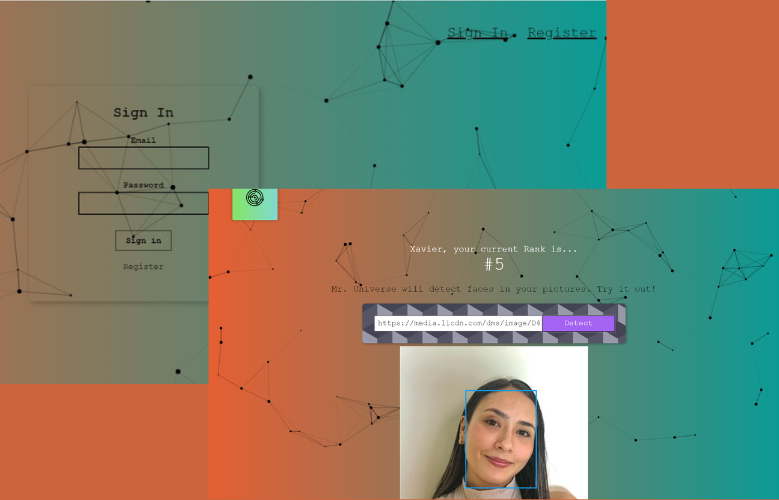 Sign In Register
Sign In
Email
Password
Sign in
Register
Xavier, your current Rank is...
#5
Mr. Universe will detect faces in your pictures. Try it out!
https://media.licdn.com/dms/image/D4 Detect